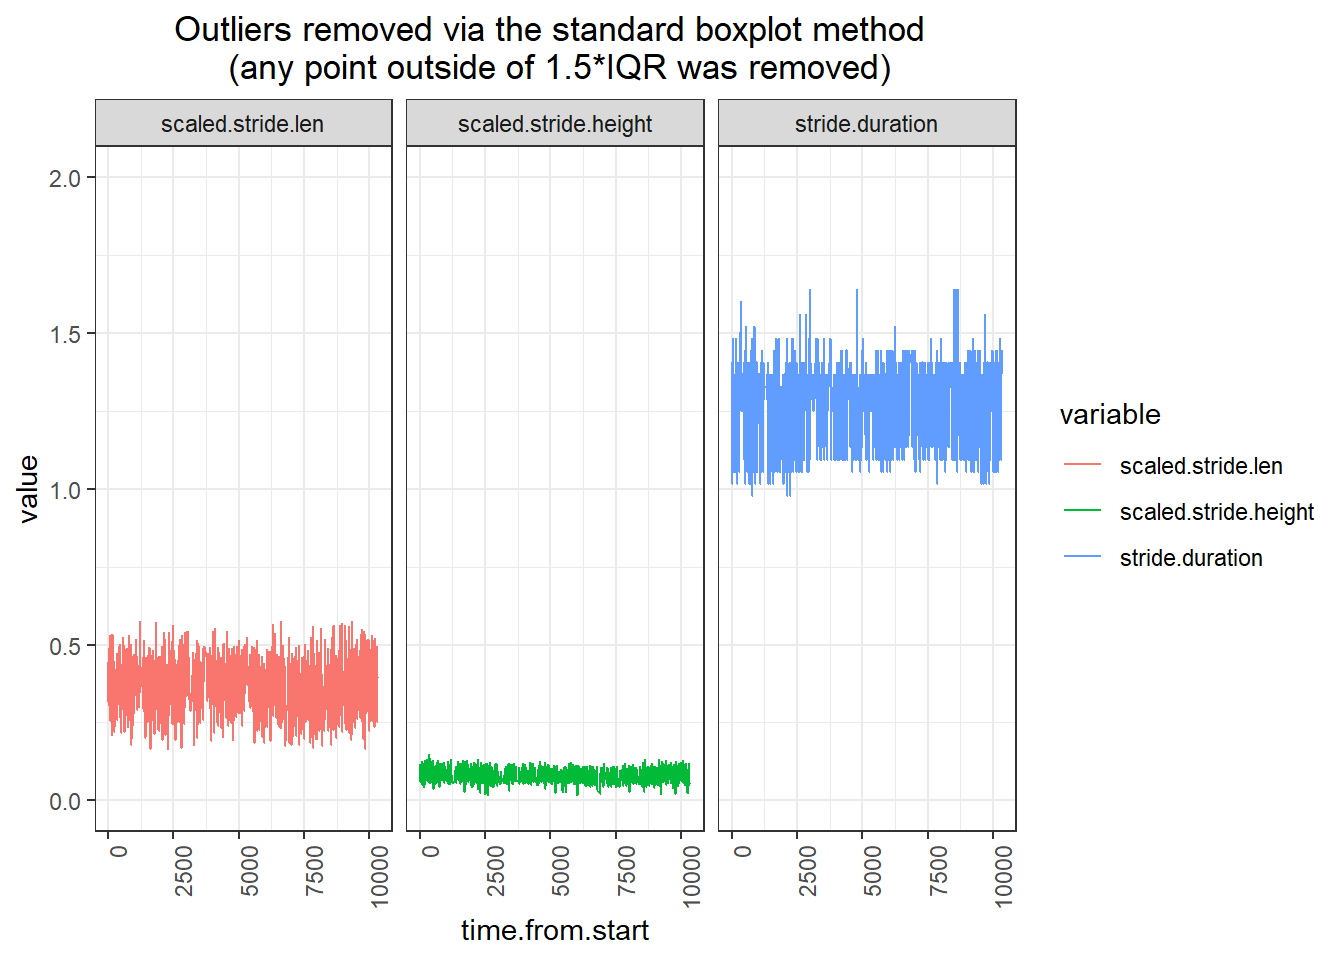 Outliers removed via the standard boxplot method
(any point outside of 1.5*IQR was removed)
scaled.stride.len
scaled.stride.height
stride.duration
2.0
1.5
1.0
0.5
0.0
value
0
2500
5000
7500
10000
0
2500
5000
7500
10000
0
2500
5000
7500
10000
time.from.start
variable
scaled.stride.len
scaled.stride.height
stride.duration